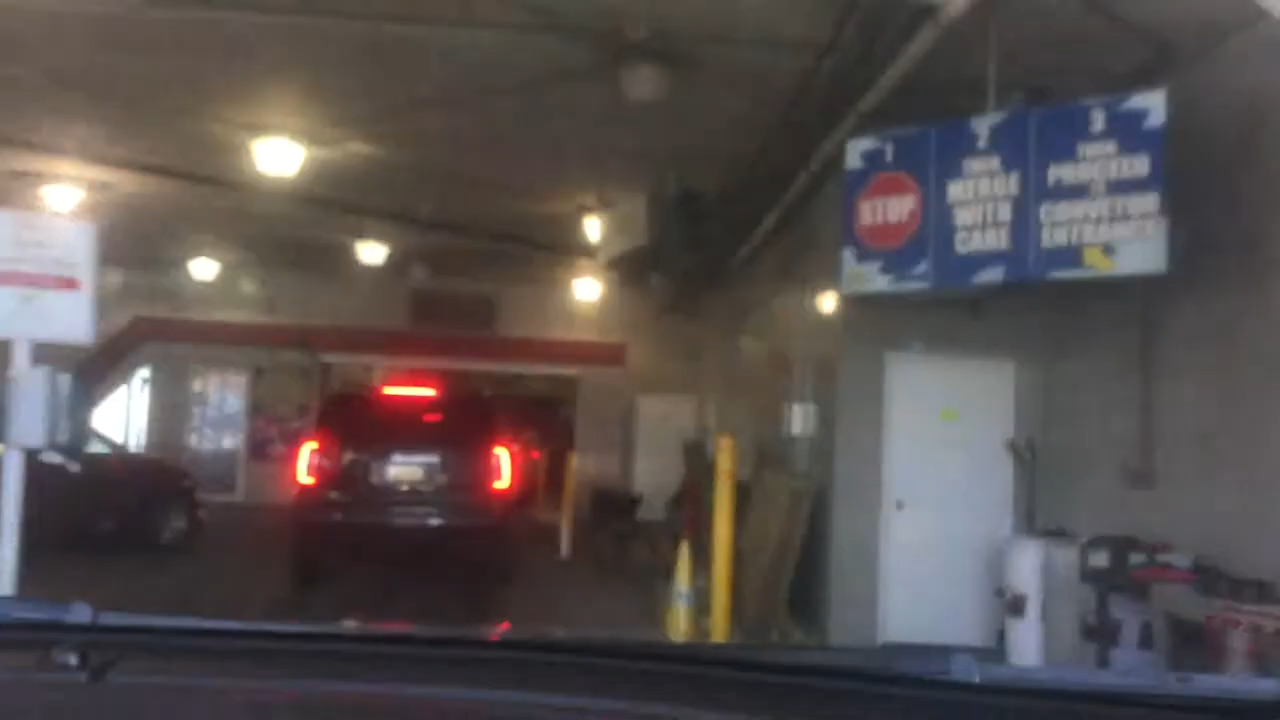 1
STOP
2
THEN
MERGE
WITH
CARE
3
THEN
PROCEED
TO
CONVEYOR
ENTRANCE